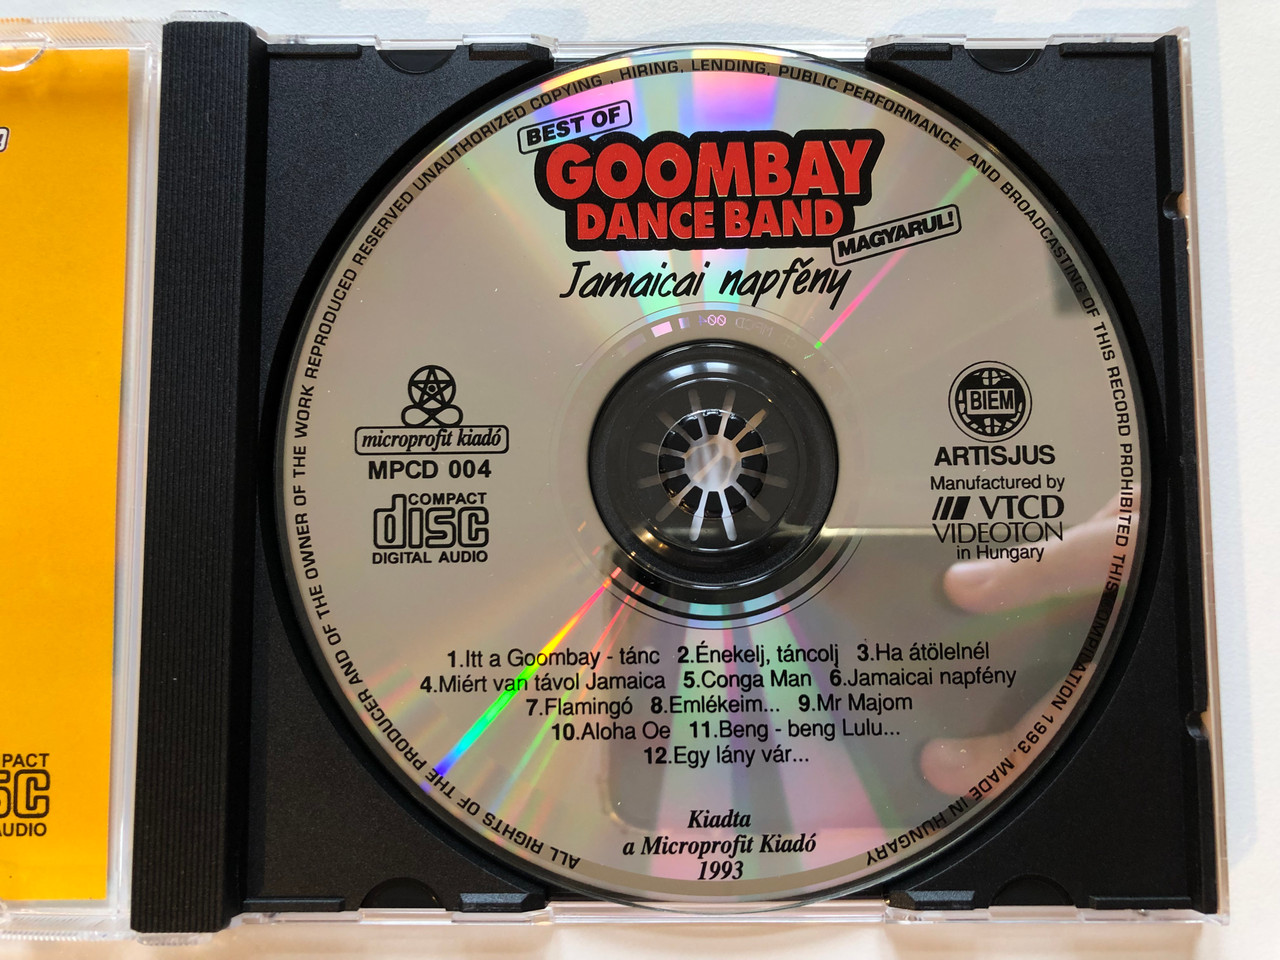 BEST OF
GOOMBAY
DANCE BAND
MAGYARUL!
Jamaicai napfény
microprofit kiadó
MPCD 004
COMPACT
disc
DIGITAL AUDIO
BIEM
ARTISJUS
Manufactured by
VTCD
VIDEOTON
in Hungary
1.Itt a Goombay - tánc 2.Énekelj, táncolj 3.Ha átölelnél
4.Miért van távol Jamaica 5.Conga Man 6.Jamaicai napfény
7.Flamingó 8.Emlékeim... 9.Mr Majom
10.Aloha Oe 11.Beng - beng Lulu...
12.Egy lány vár...
Kiadta
a Microprofit Kiadó
1993
ALL RIGHTS OF THE PRODUCER AND OF THE OWNER OF THE WORK REPRODUCED RESERVED UNAUTHORIZED COPYING , HIRING, LENDING, PUBLIC PERFORMANCE AND BROADCASTING OF THIS RECORD PROHIBITED THIS COMPINATION 1993. MADE IN HUNGARY